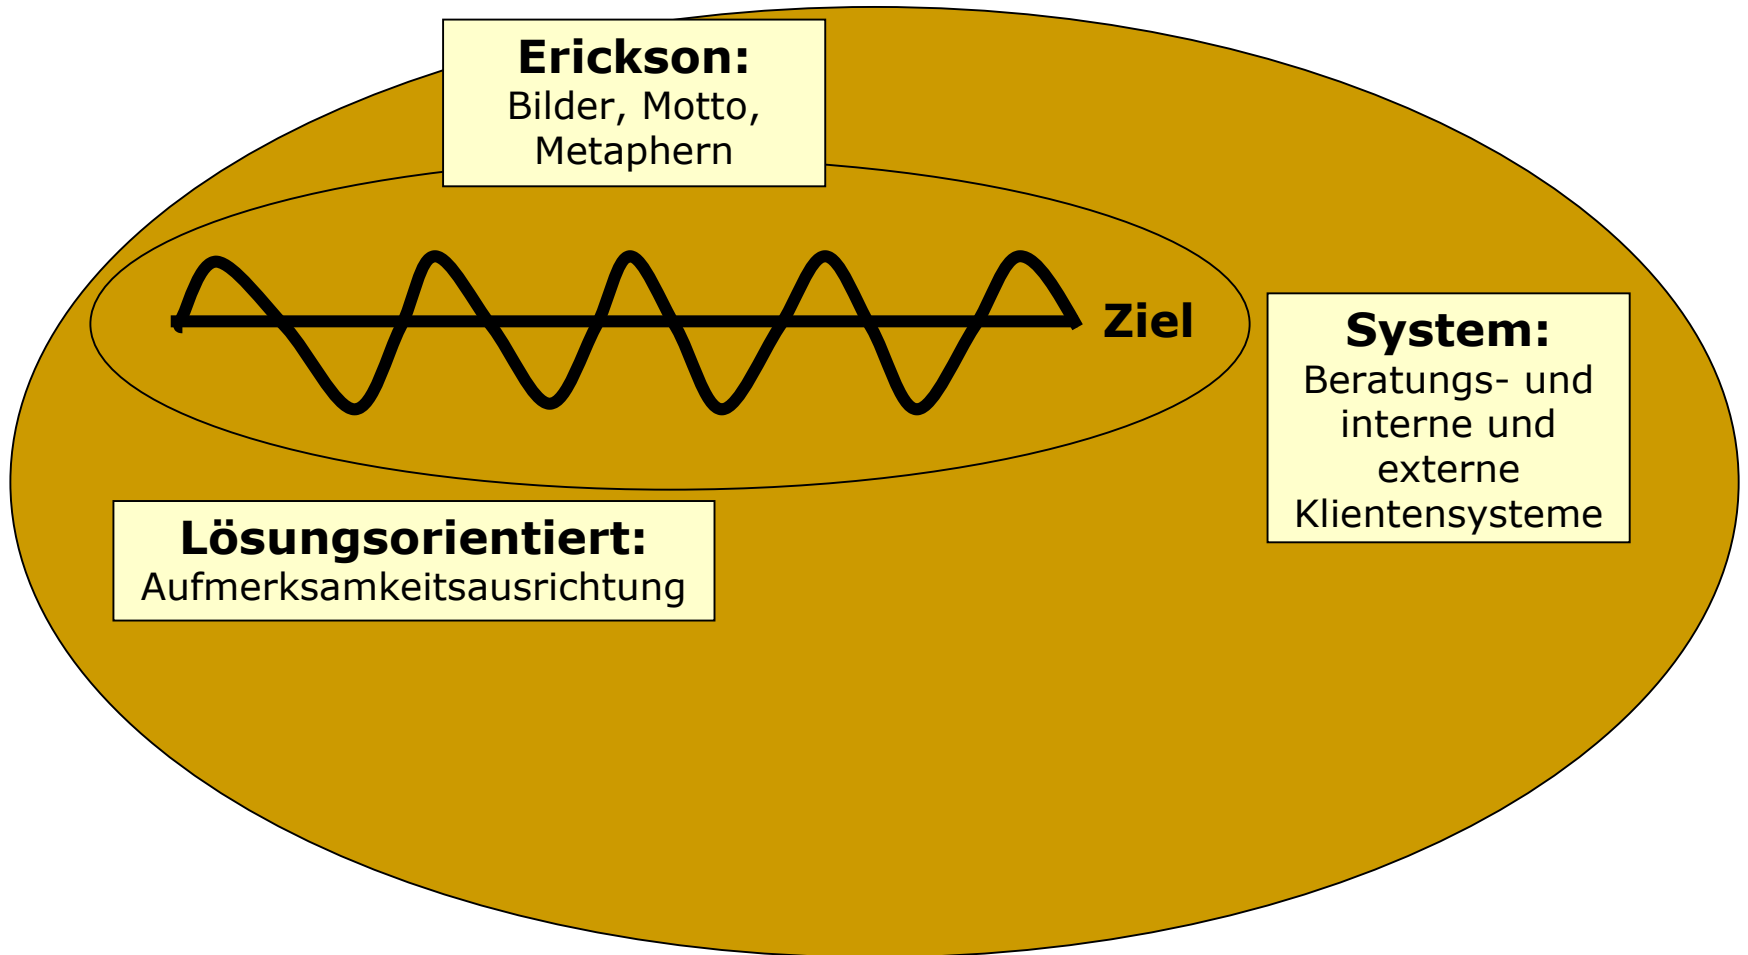 Erickson:
Bilder, Motto,
Metaphern
Ziel
System:
Beratungs- und
interne und
externe
Klientensysteme
Lösungsorientiert:
Aufmerksamkeitsausrichtung